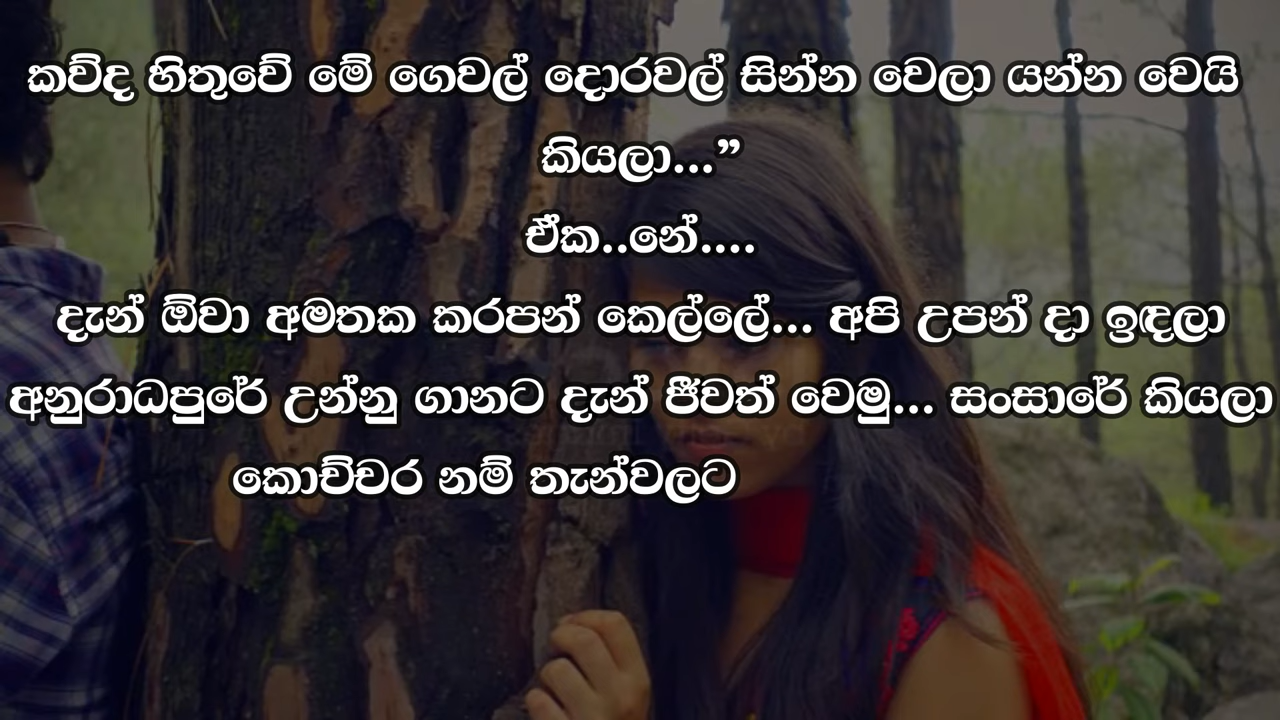 කව්ද හිතුවේ මේ ගෙවල් දොරවල් සින්න වෙලා යන්න වෙයි
කියලා...”
ඒක..නේ....
දැන් ඕවා අමතක කරපන් කෙල්ලේ... අපි උපන් දා ඉඳලා
අනුරාධපුරේ උන්නු ගානට දැන් ජීවත් වෙමු... සංසාරේ කියලා
කොච්චර නම් තැන්වලට